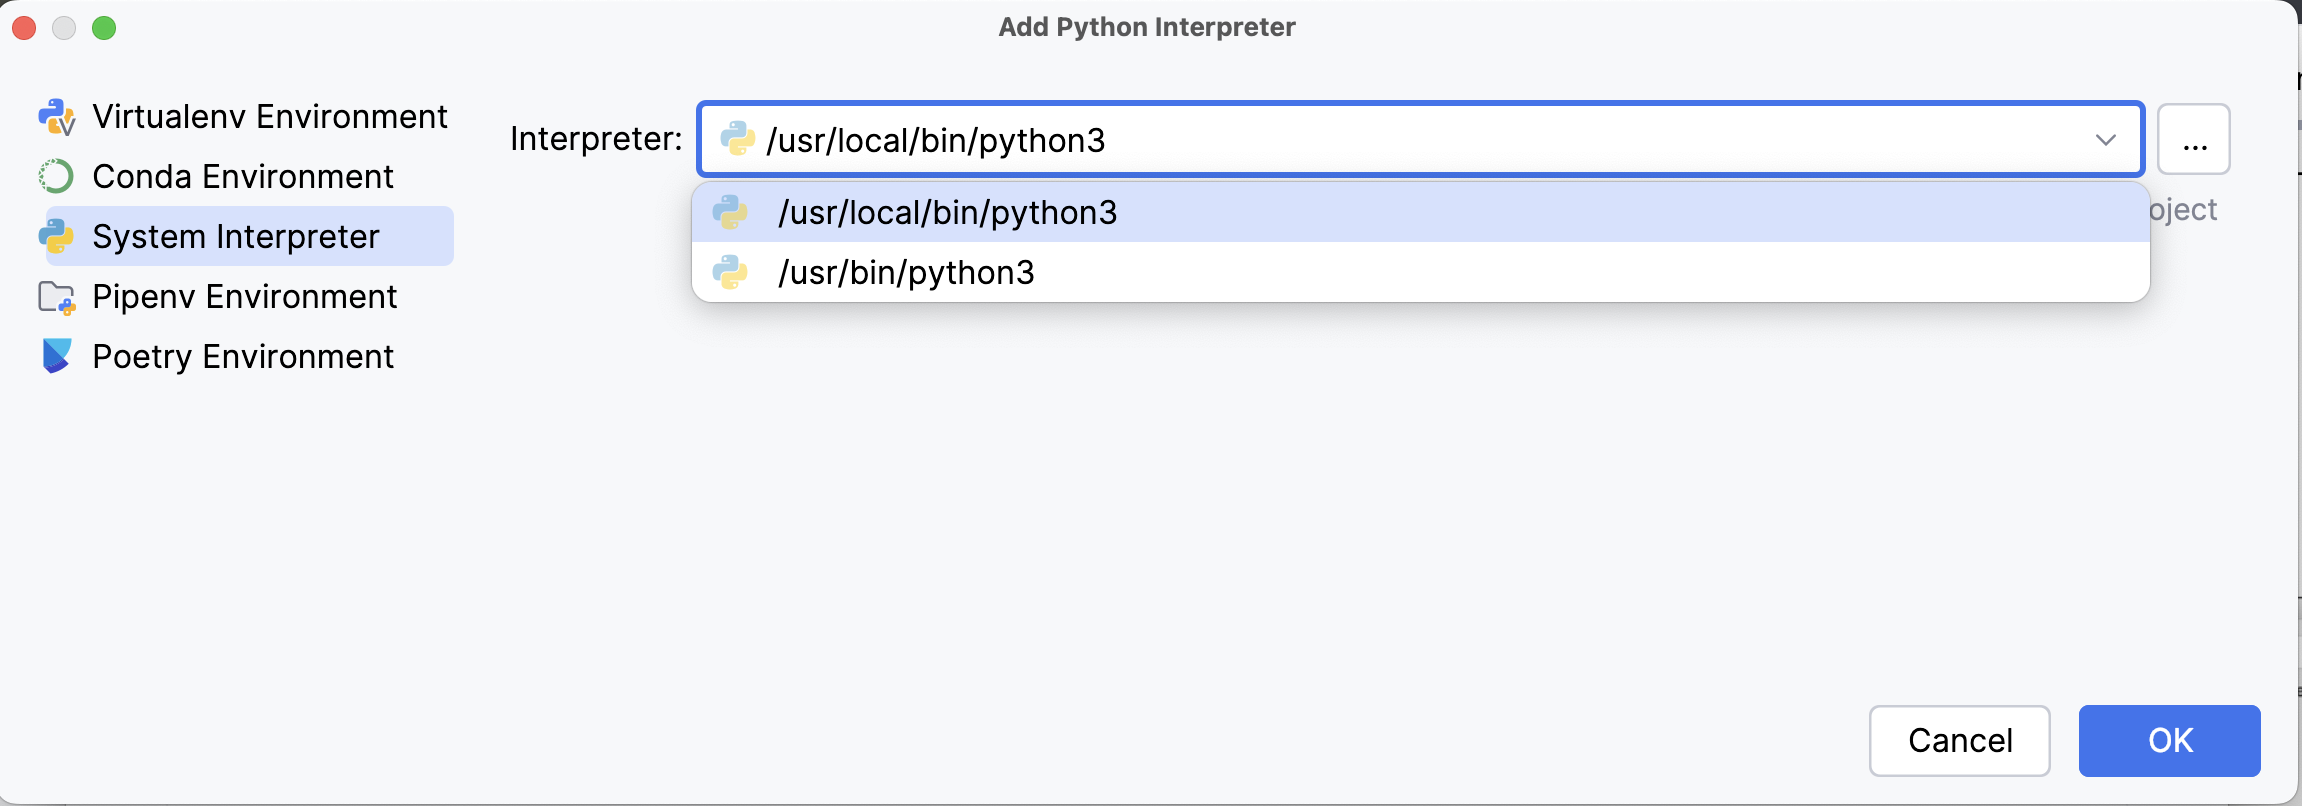 Add Python Interpreter
Virtualenv Environment
Conda Environment
System Interpreter
Pipenv Environment
Poetry Environment
Interpreter:
/usr/local/bin/python3
...
/usr/local/bin/python3
/usr/bin/python3
oject
Cancel
OK